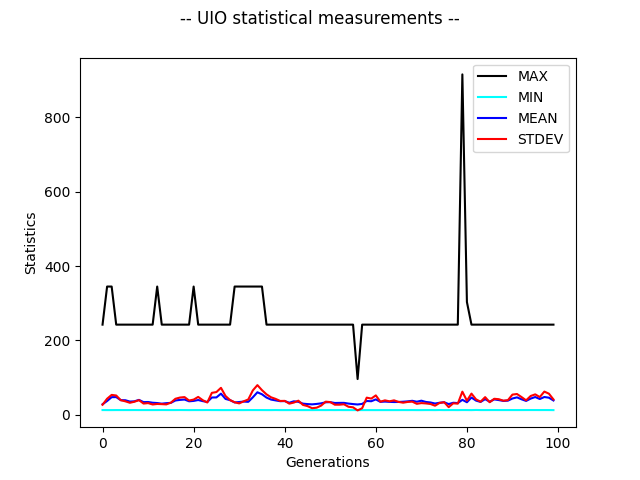 -- UIO statistical measurements --
MAX
MIN
MEAN
STDEV
Statistics
800
600
400
200
0
0 20 40 60 80 100
Generations